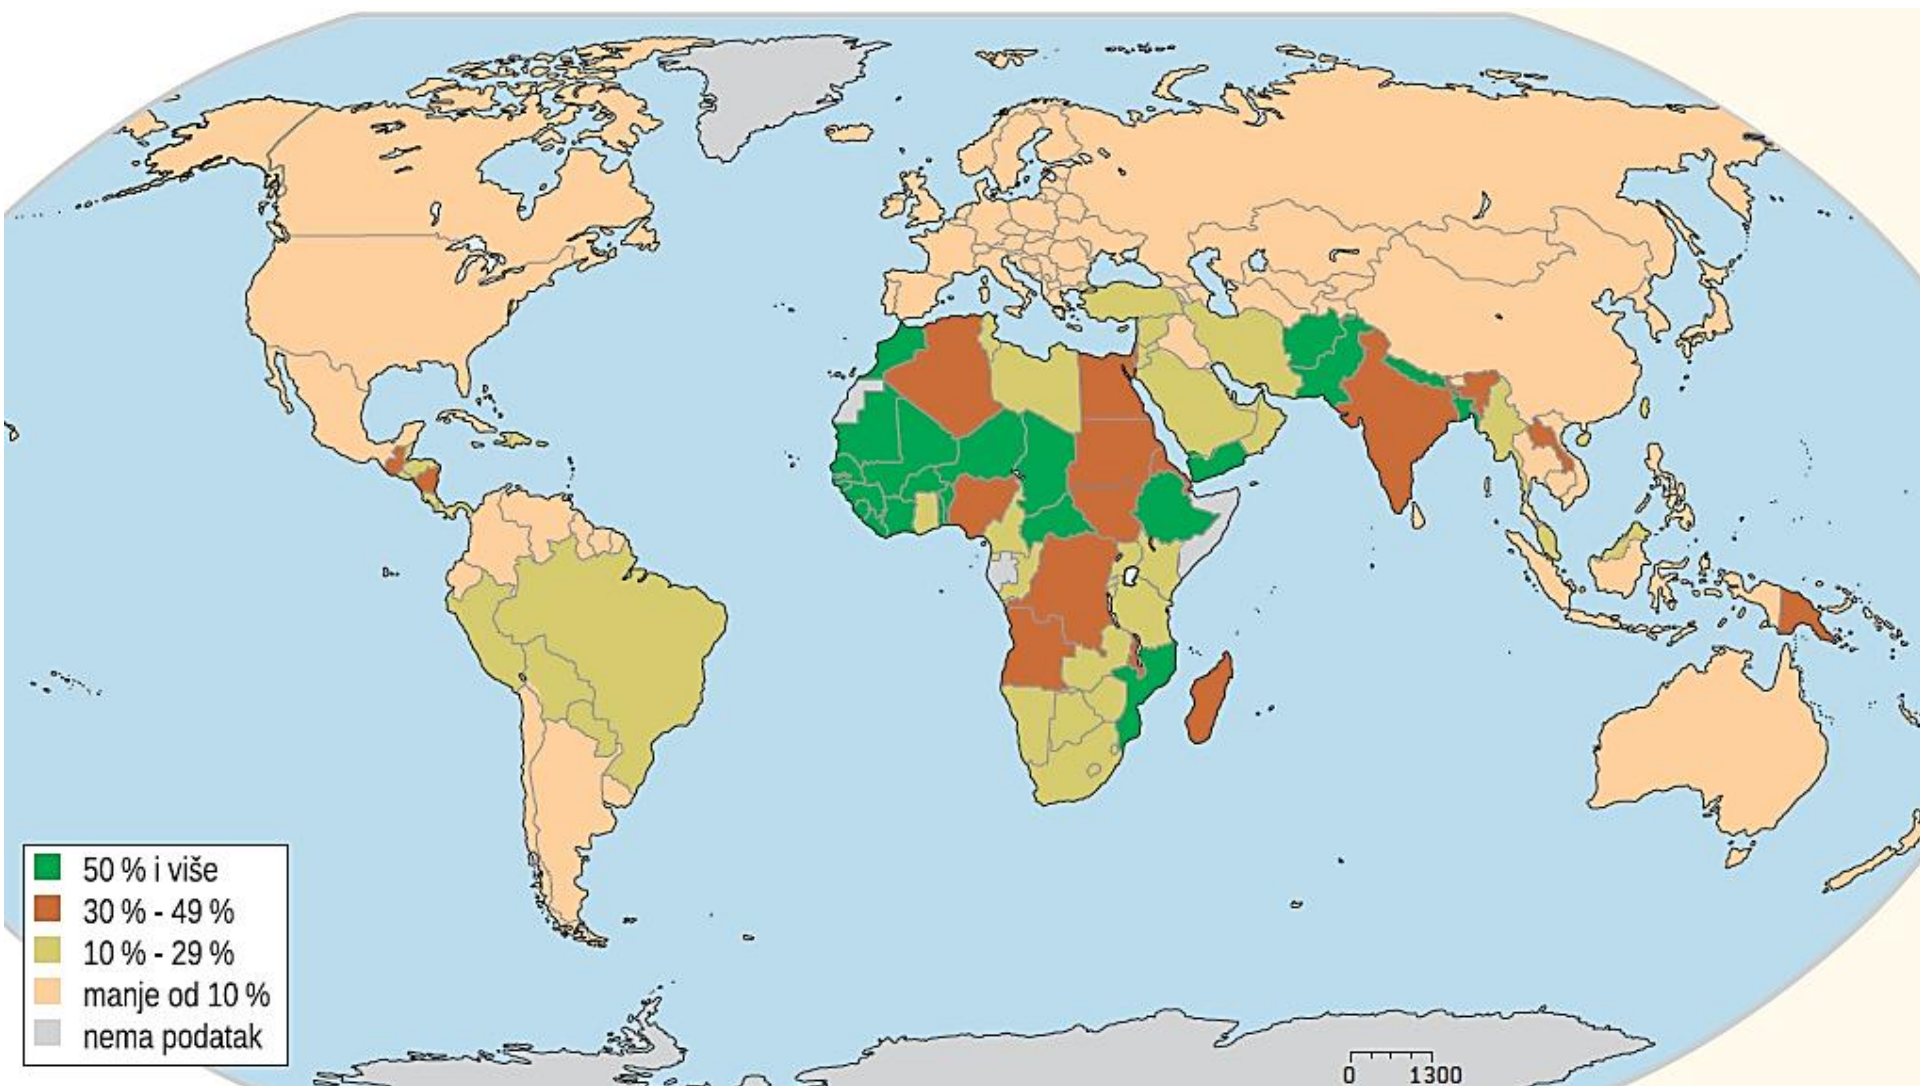 50 % i više
30 % - 49 %
10 % - 29 %
manje od 10 %
nema podatak
0 1300